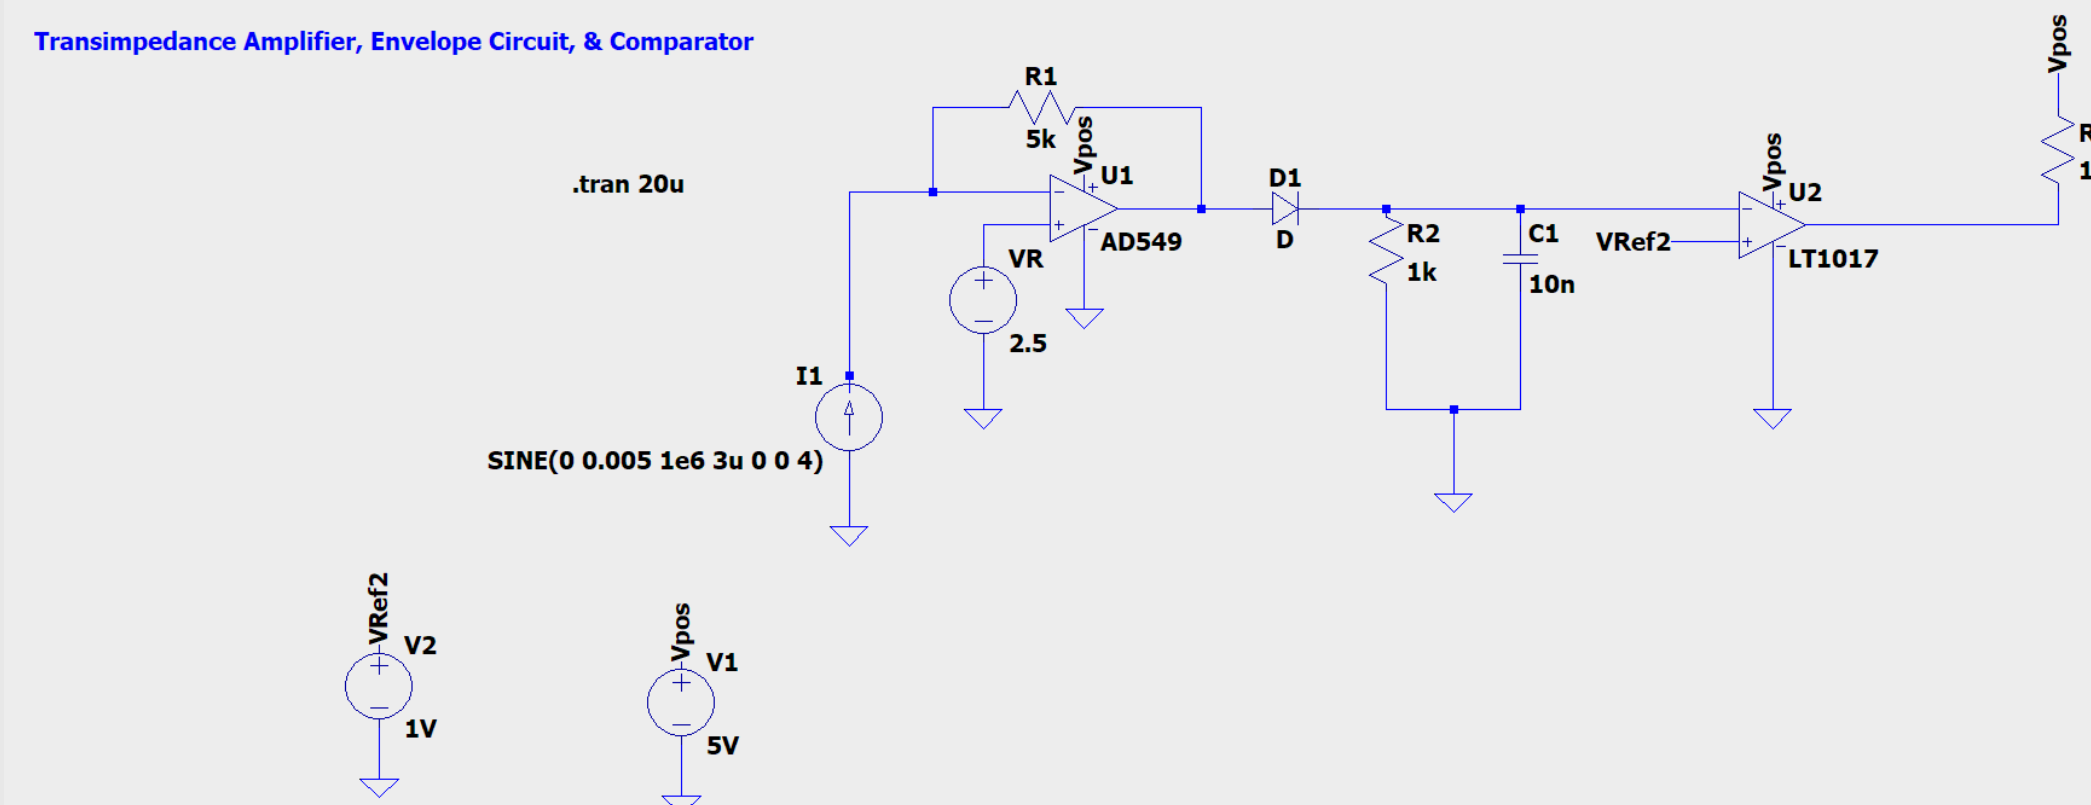 Transimpedance Amplifier, Envelope Circuit, & Comparator
.tran 20u
R1
5k
Vpos
U1
AD549
VR
2.5
I1
SINE(0 0.005 1e6 3u 0 0 4)
D1
D
R2
1k
C1
10n
VRef2
Vpos
U2
LT1017
Vpos
R
1
VRef2
V2
1V
Vpos
V1
5V